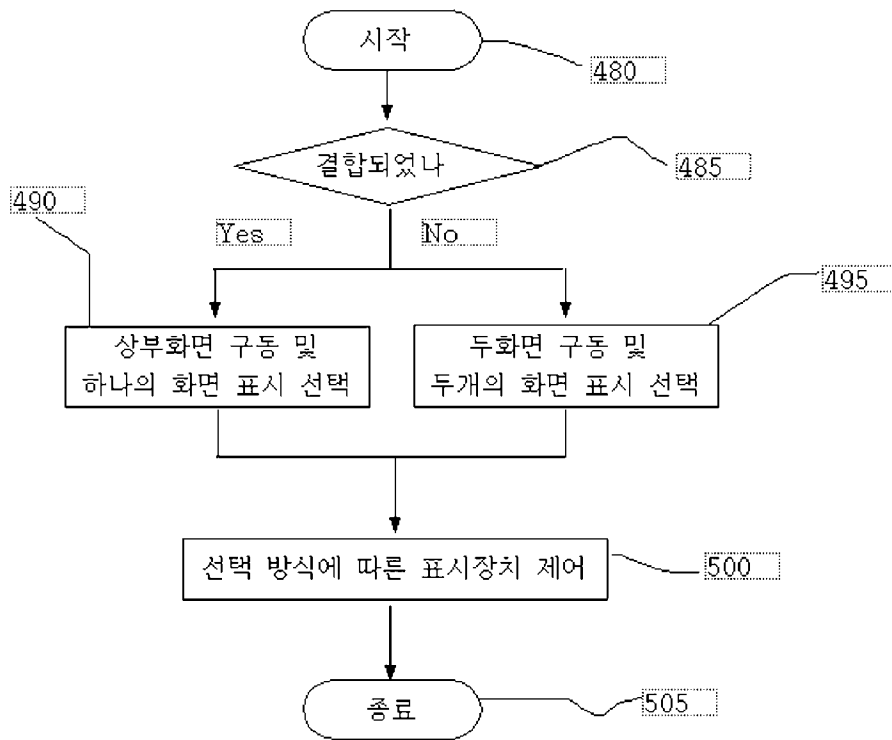 시작
480
결합되었나
485
490
Yes
No
495
상부화면 구동 및
하나의 화면 표시 선택
두화면 구동 및
두개의 화면 표시 선택
선택 방식에 따른 표시장치 제어
500
종료
505